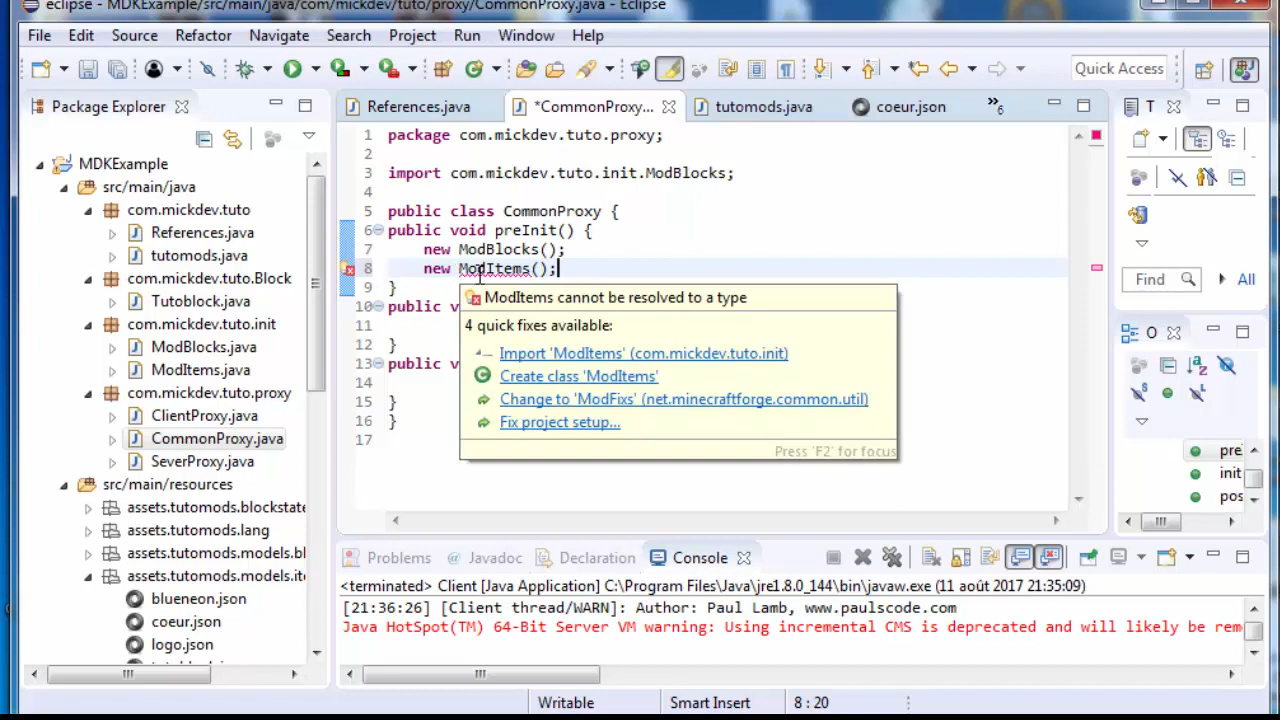 eclipse - MDKExample/src/main/java/com/mickdev/tuto/proxy/CommonProxy.java - Eclipse
File Edit Source Refactor Navigate Search Project Run Window Help
Quick Access
Package Explorer
MDKExample
src/main/java
com.mickdev.tuto
References.java
tutomods.java
com.mickdev.tuto.Block
Tutoblock.java
com.mickdev.tuto.init
ModBlocks.java
ModItems.java
com.mickdev.tuto.proxy
ClientProxy.java
CommonProxy.java
SeverProxy.java
src/main/resources
assets.tutomods.blockstate
assets.tutomods.lang
assets.tutomods.models.bl
assets.tutomods.models.ite
blueneon.json
coeur.json
logo.json
References.java *CommonProxy... tutomods.java coeur.json »6
1 package com.mickdev.tuto.proxy;
2
3 import com.mickdev.tuto.init.ModBlocks;
4
5 public class CommonProxy {
6 public void preInit() {
7 new ModBlocks();
8 new ModItems();
9 }
10 public v
11
12 }
13 public v
14
15 }
16 }
17
ModItems cannot be resolved to a type
4 quick fixes available:
Import 'ModItems' (com.mickdev.tuto.init)
Create class 'ModItems'
Change to 'ModFixs' (net.minecraftforge.common.util)
Fix project setup...
Press 'F2' for focus
T
Find All
O
pre
init
pos
Problems @ Javadoc Declaration Console
<terminated> Client [Java Application] C:\Program Files\Java\jre1.8.0_144\bin\javaw.exe (11 août 2017 21:35:09)
[21:36:26] [Client thread/WARN]: Author: Paul Lamb, www.paulscode.com
Java HotSpot(TM) 64-Bit Server VM warning: Using incremental CMS is deprecated and will likely be rem
Writable Smart Insert 8 : 20